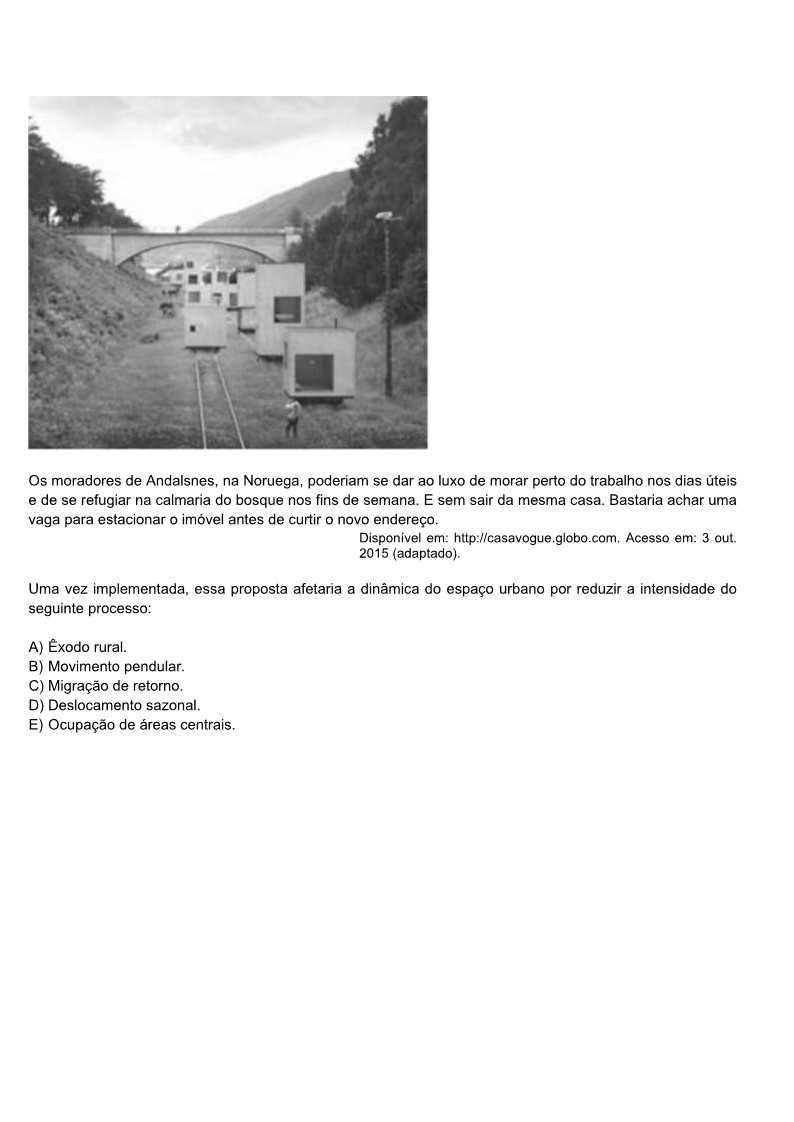 Os moradores de Andalsnes, na Noruega, poderiam se dar ao luxo de morar perto do trabalho nos dias úteis
e de se refugiar na calmaria do bosque nos fins de semana. E sem sair da mesma casa. Bastaria achar uma
vaga para estacionar o imóvel antes de curtir o novo endereço.
Disponível em: http://casavogue.globo.com. Acesso em: 3 out.
2015 (adaptado).
Uma vez implementada, essa proposta afetaria a dinâmica do espaço urbano por reduzir a intensidade do
seguinte processo:
A) Êxodo rural.
B) Movimento pendular.
C) Migração de retorno.
D) Deslocamento sazonal.
E) Ocupação de áreas centrais.